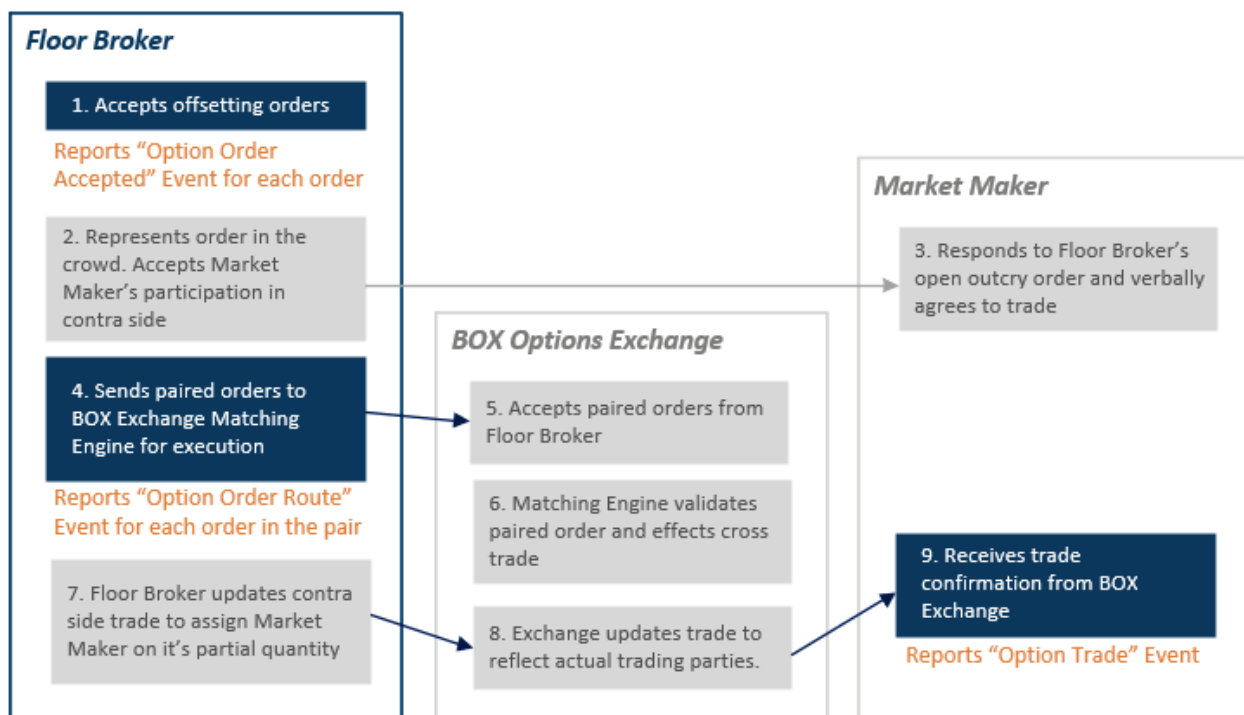 Floor Broker
1. Accepts offsetting orders
Reports “Option Order
Accepted” Event for each order
2. Represents order in the
crowd. Accepts Market
Maker’s participation in
contra side
4. Sends paired orders to
BOX Exchange Matching
Engine for execution
Reports “Option Order Route”
Event for each order in the pair
7. Floor Broker updates contra
side trade to assign Market
Maker on it’s partial quantity
BOX Options Exchange
5. Accepts paired orders from
Floor Broker
6. Matching Engine validates
paired order and effects cross
trade
8. Exchange updates trade to
reflect actual trading parties.
Market Maker
3. Responds to Floor Broker’s
open outcry order and verbally
agrees to trade
9. Receives trade
confirmation from BOX
Exchange
Reports “Option Trade” Event